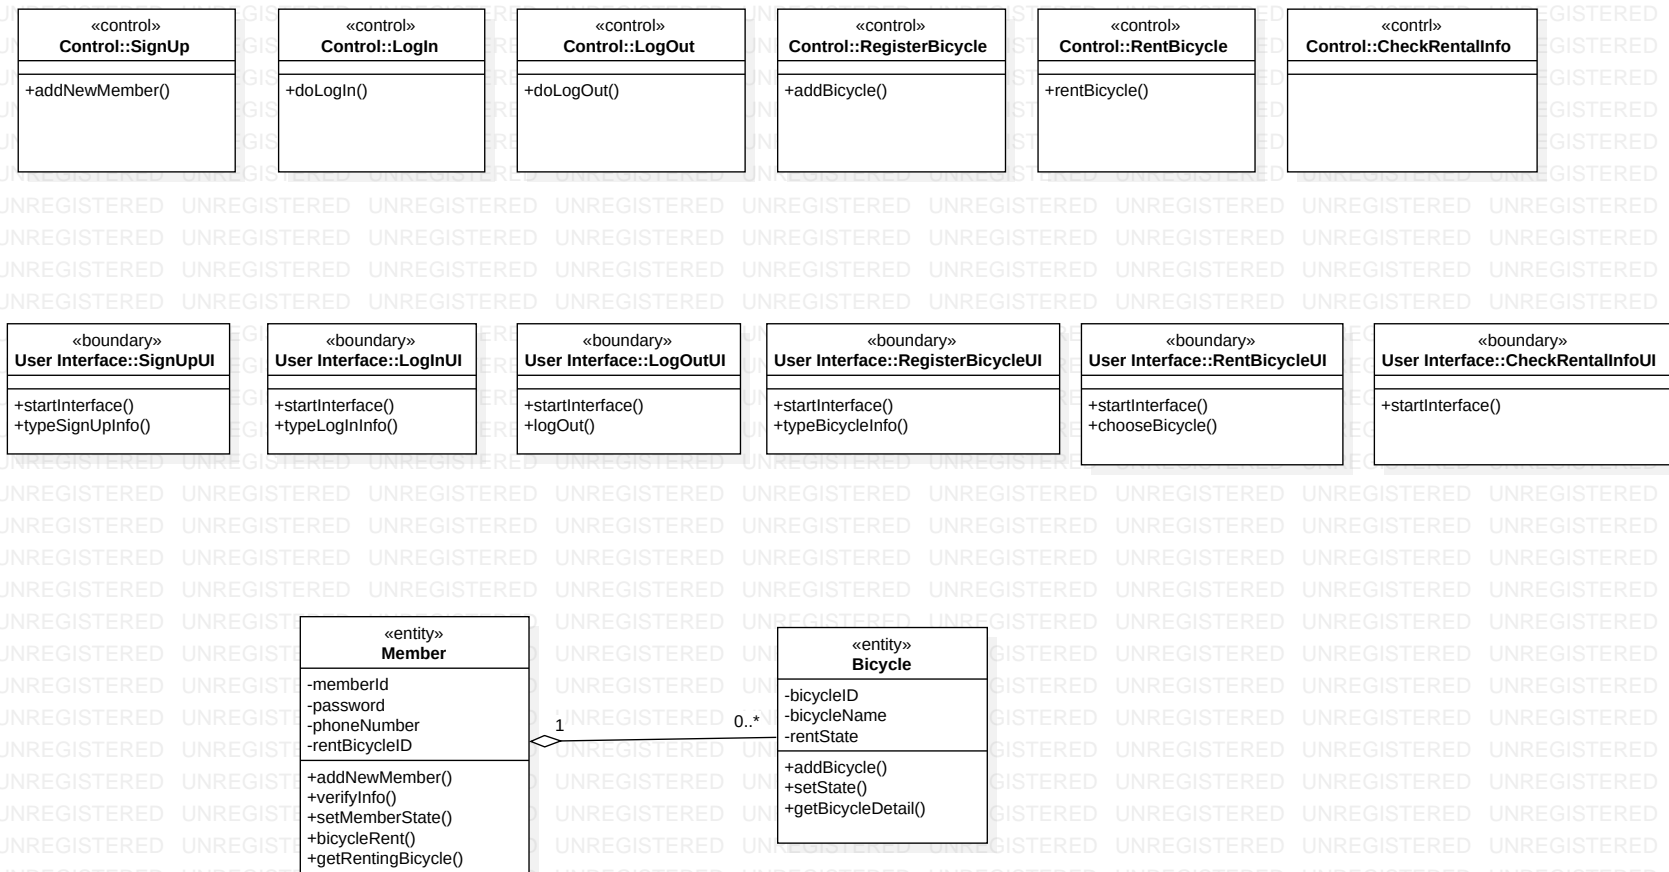 «control»
Control::SignUp
+addNewMember()
«control»
Control::LogIn
+doLogIn()
«control»
Control::LogOut
+doLogOut()
«control»
Control::RegisterBicycle
+addBicycle()
«control»
Control::RentBicycle
+rentBicycle()
«contrl»
Control::CheckRentalInfo
«boundary»
User Interface::SignUpUI
+startInterface()
+typeSignUpInfo()
«boundary»
User Interface::LogInUI
+startInterface()
+typeLogInInfo()
«boundary»
User Interface::LogOutUI
+startInterface()
+logOut()
«boundary»
User Interface::RegisterBicycleUI
+startInterface()
+typeBicycleInfo()
«boundary»
User Interface::RentBicycleUI
+startInterface()
+chooseBicycle()
«boundary»
User Interface::CheckRentalInfoUI
+startInterface()
«entity»
Member
-memberId
-password
-phoneNumber
-rentBicycleID
+addNewMember()
+verifyInfo()
+setMemberState()
+bicycleRent()
+getRentingBicycle()
1
0..*
«entity»
Bicycle
-bicycleID
-bicycleName
-rentState
+addBicycle()
+setState()
+getBicycleDetail()
UNREGISTERED